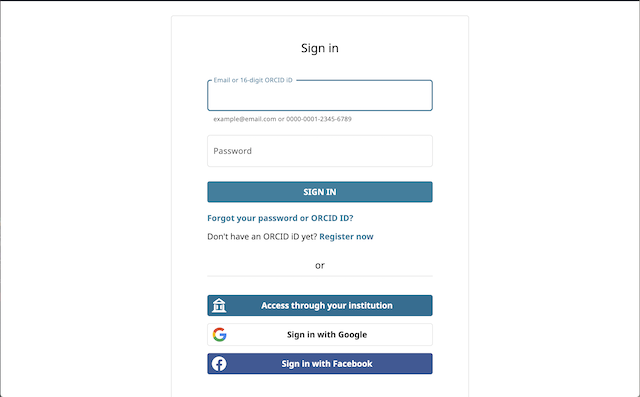 Sign in
Email or 16-digit ORCID iD
example@email.com or 0000-0001-2345-6789
Password
SIGN IN
Forgot your password or ORCID ID?
Don't have an ORCID iD yet? Register now
or
Access through your institution
Sign in with Google
Sign in with Facebook